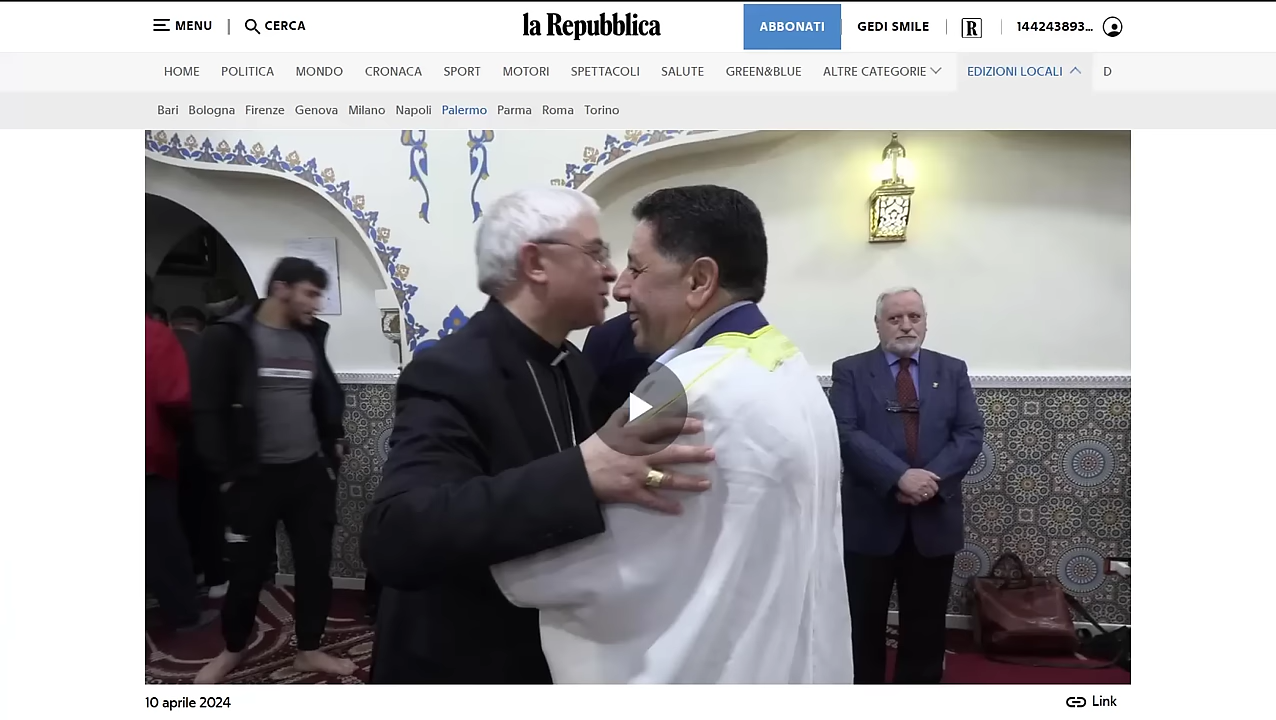 MENU | CERCA la Repubblica ABBONATI GEDI SMILE | R | 144243893...
HOME POLITICA MONDO CRONACA SPORT MOTORI SPETTACOLI SALUTE GREEN&BLUE ALTRE CATEGORIE EDIZIONI LOCALI D
Bari Bologna Firenze Genova Milano Napoli Palermo Parma Roma Torino
10 aprile 2024 Link